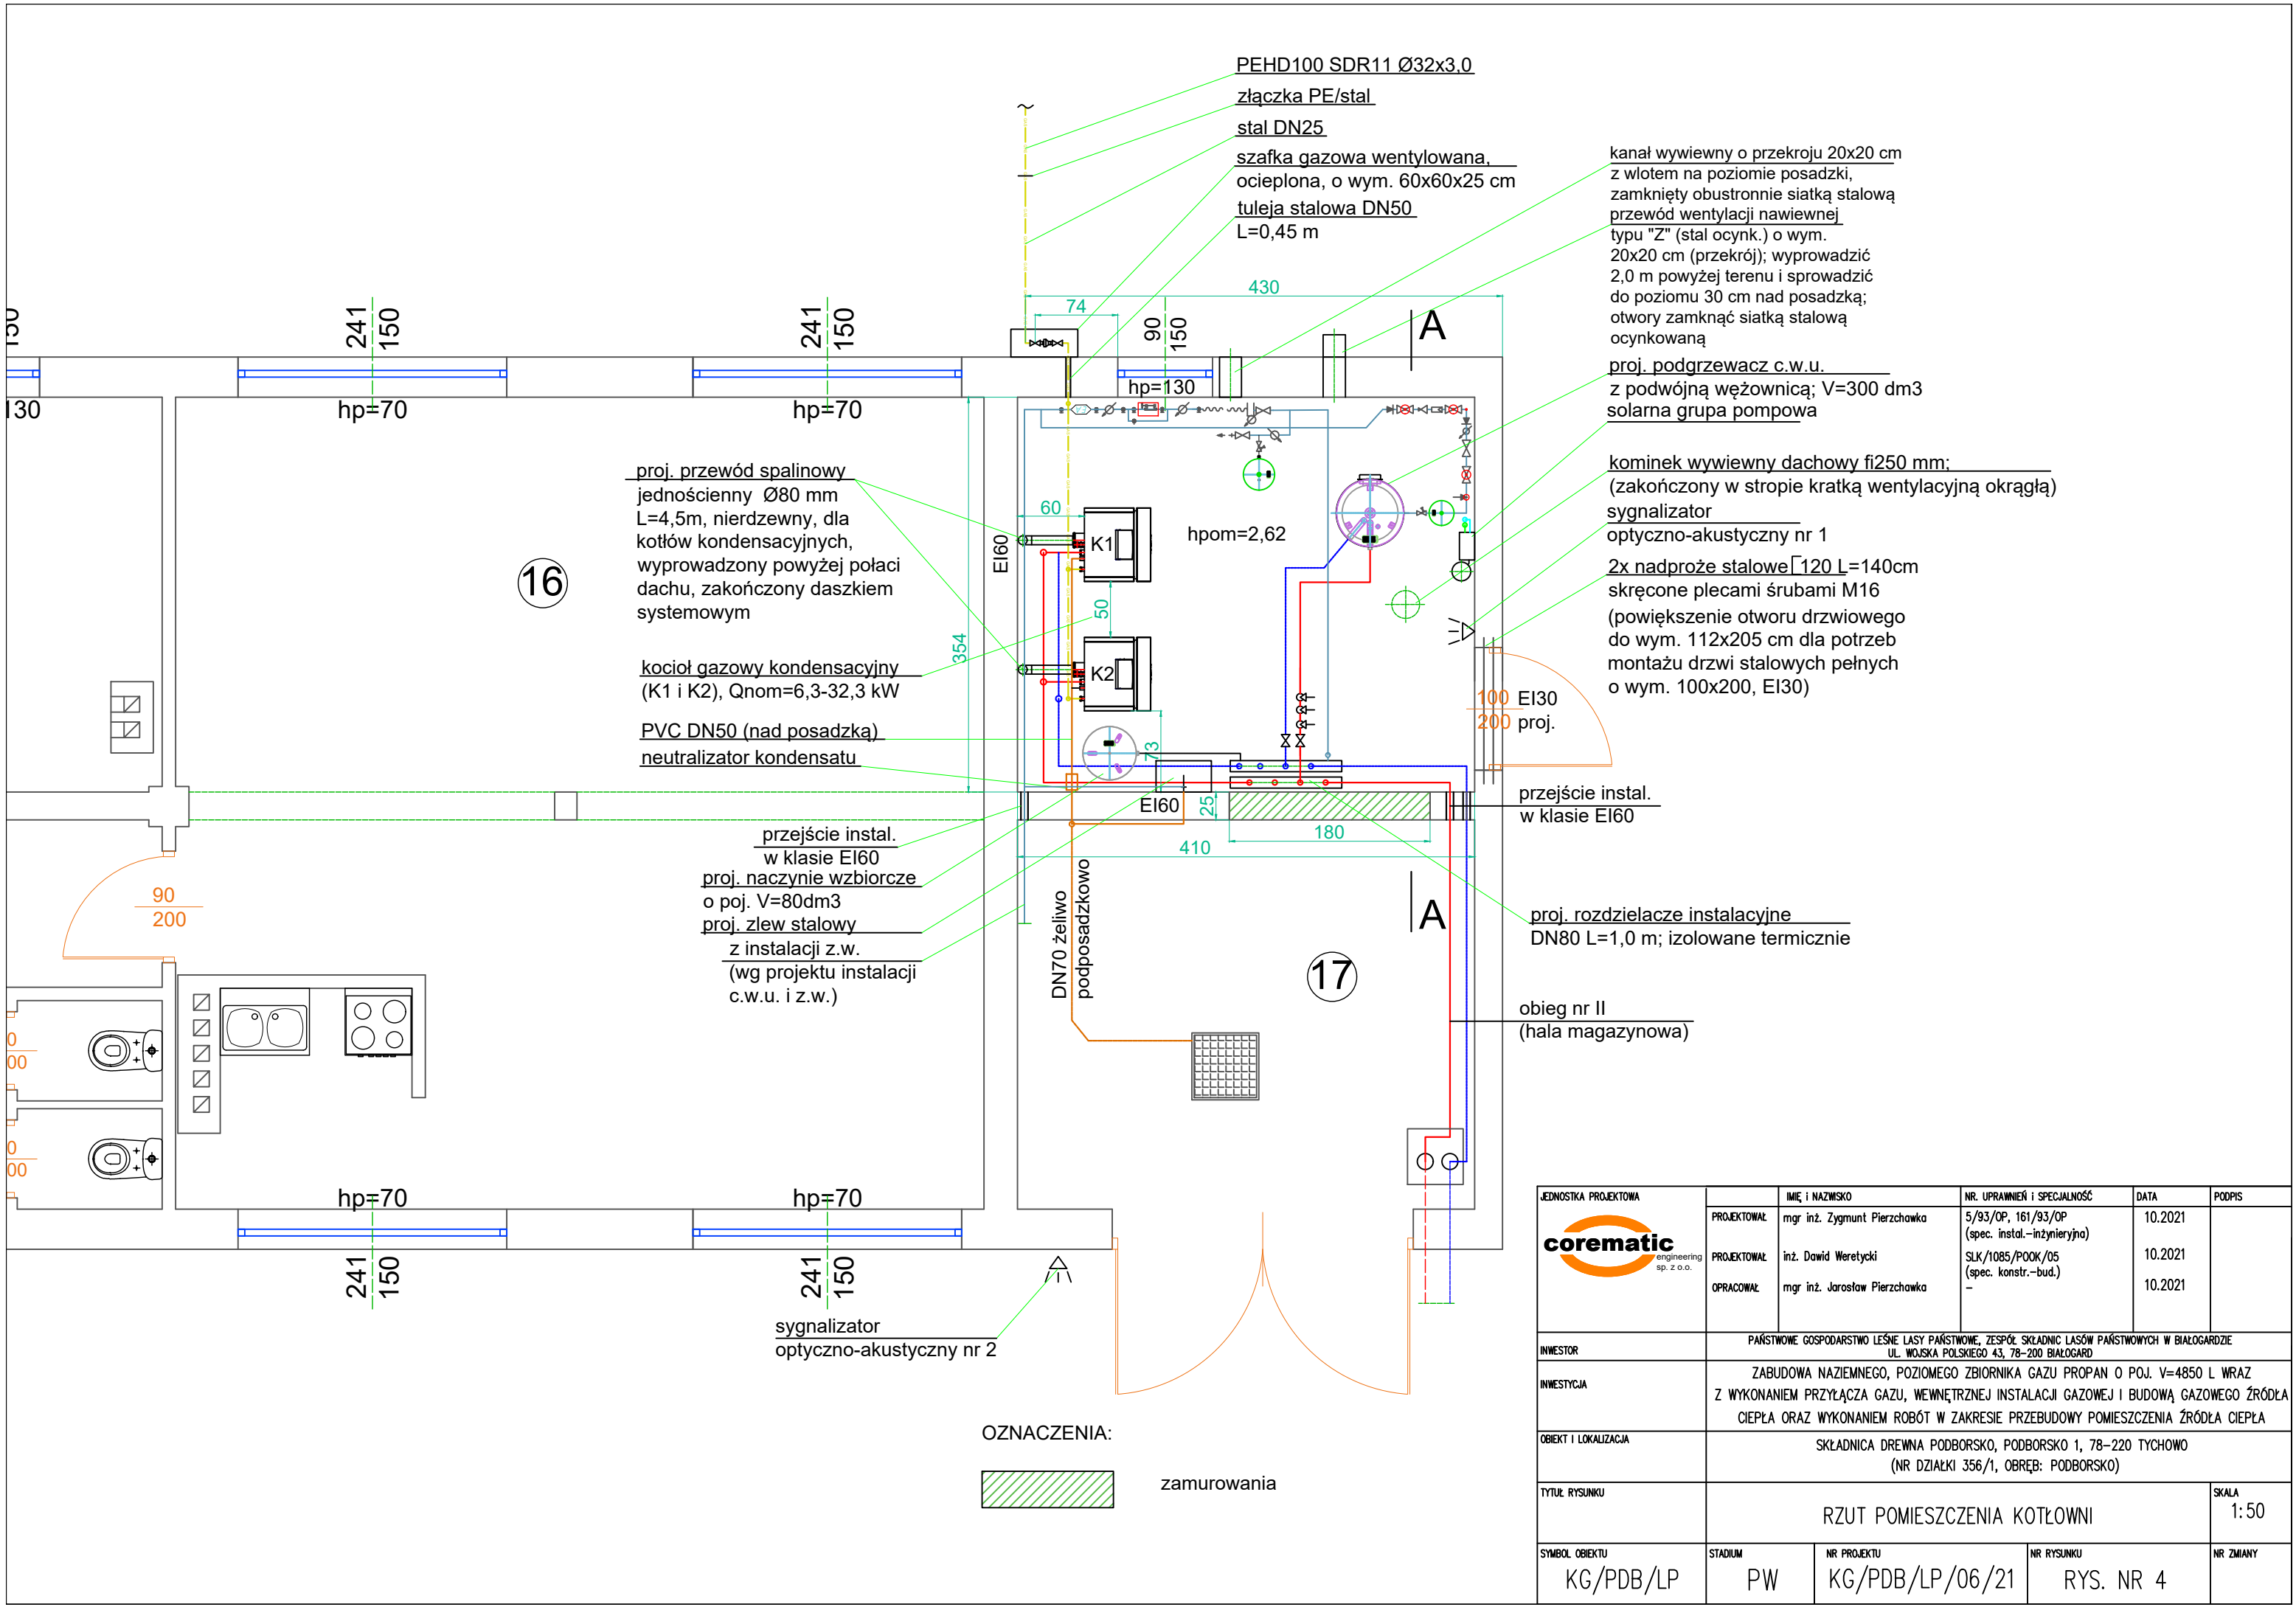 PEHD100 SDR11 Ø32x3,0
złączka PE/stal
stal DN25
szafka gazowa wentylowana,
ocieplona, o wym. 60x60x25 cm
tuleja stalowa DN50
L=0,45 m
kanał wywiewny o przekroju 20x20 cm
z wlotem na poziomie posadzki,
zamknięty obustronnie siatką stalową
przewód wentylacji nawiewnej
typu "Z" (stal ocynk.) o wym.
20x20 cm (przekrój); wyprowadzić
2,0 m powyżej terenu i sprowadzić
do poziomu 30 cm nad posadzką;
otwory zamknąć siatką stalową
ocynkowaną
proj. podgrzewacz c.w.u.
z podwójną wężownicą; V=300 dm3
solarna grupa pompowa
kominek wywiewny dachowy fi250 mm;
(zakończony w stropie kratką wentylacyjną okrągłą)
sygnalizator
optyczno-akustyczny nr 1
2x nadproże stalowe [120 L=140cm
skręcone plecami śrubami M16
(powiększenie otworu drzwiowego
do wym. 112x205 cm dla potrzeb
montażu drzwi stalowych pełnych
o wym. 100x200, EI30)
241
150
241
150
430
74
90
150
A
130
hp=70
hp=70
hp=130
proj. przewód spalinowy
jednościenny Ø80 mm
L=4,5m, nierdzewny, dla
kotłów kondensacyjnych,
wyprowadzony powyżej połaci
dachu, zakończony daszkiem
systemowym
16
60
EI60
K1
hpom=2,62
50
354
K2
kocioł gazowy kondensacyjny
(K1 i K2), Qnom=6,3-32,3 kW
100
200
EI30
proj.
PVC DN50 (nad posadzką)
neutralizator kondensatu
73
EI60
25
180
410
przejście instal.
w klasie EI60
przejście instal.
w klasie EI60
proj. naczynie wzbiorcze
o poj. V=80dm3
proj. zlew stalowy
z instalacji z.w.
(wg projektu instalacji
c.w.u. i z.w.)
DN70 żeliwo
podposadzkowo
A
17
proj. rozdzielacze instalacyjne
DN80 L=1,0 m; izolowane termicznie
obieg nr II
(hala magazynowa)
90
200
0
00
0
00
hp=70
hp=70
241
150
241
150
sygnalizator
optyczno-akustyczny nr 2
OZNACZENIA:
zamurowania
JEDNOSTKA PROJEKTOWA
IMIĘ i NAZWISKO
NR. UPRAWNIEŃ i SPECJALNOŚĆ
DATA
PODPIS
corematic
engineering
sp. z o.o.
PROJEKTOWAŁ mgr inż. Zygmunt Pierzchawka 5/93/OP, 161/93/OP 10.2021
(spec. instal.-inżynieryjna)
PROJEKTOWAŁ inż. Dawid Weretycki SLK/1085/POOK/05 10.2021
(spec. konstr.-bud.)
OPRACOWAŁ mgr inż. Jarosław Pierzchawka - 10.2021
INWESTOR
PAŃSTWOWE GOSPODARSTWO LEŚNE LASY PAŃSTWOWE, ZESPÓŁ SKŁADNIC LASÓW PAŃSTWOWYCH W BIAŁOGARDZIE
UL. WOJSKA POLSKIEGO 43, 78-200 BIAŁOGARD
INWESTYCJA
ZABUDOWA NAZIEMNEGO, POZIOMEGO ZBIORNIKA GAZU PROPAN O POJ. V=4850 L WRAZ
Z WYKONANIEM PRZYŁĄCZA GAZU, WEWNĘTRZNEJ INSTALACJI GAZOWEJ I BUDOWĄ GAZOWEGO ŹRÓDŁA
CIEPŁA ORAZ WYKONANIEM ROBÓT W ZAKRESIE PRZEBUDOWY POMIESZCZENIA ŹRÓDŁA CIEPŁA
OBIEKT I LOKALIZACJA
SKŁADNICA DREWNA PODBORSKO, PODBORSKO 1, 78-220 TYCHOWO
(NR DZIAŁKI 356/1, OBRĘB: PODBORSKO)
TYTUŁ RYSUNKU
RZUT POMIESZCZENIA KOTŁOWNI
SKALA
1:50
SYMBOL OBIEKTU
KG/PDB/LP
STADIUM
PW
NR PROJEKTU
KG/PDB/LP/06/21
NR RYSUNKU
RYS. NR 4
NR ZMIANY